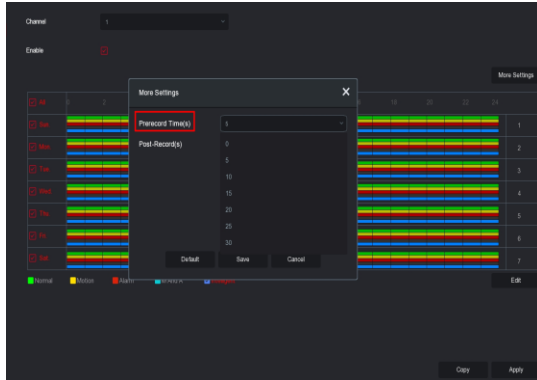 Channel
1
Enable
More Settings
More Settings
X
All
0
2
18
20
22
24
Prerecord Time(s)
5
Sun
1
Post-Record(s)
0
Mon
2
5
Tue
10
3
Wed
15
4
20
Thu
5
25
Fri
6
30
Sat
7
Default
Save
Cancel
Normal
Motion
Alarm
Edit
Copy
Apply